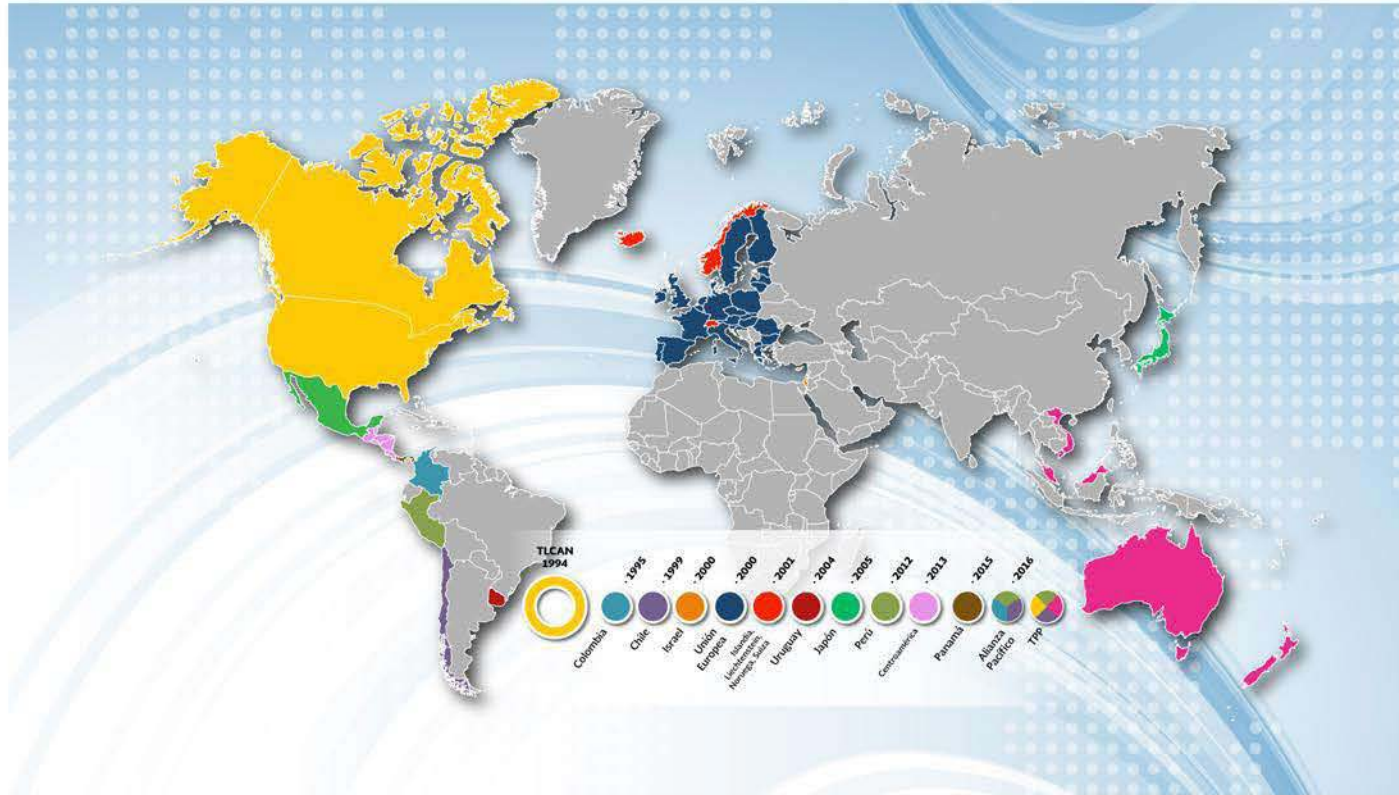 TLCAN
1994
· 1995
· 1999
· 2000
· 2000
· 2001
· 2004
· 2005
· 2012
· 2013
· 2015
· 2016
Colombia
Chile
Israel
Unión
Europea
Islandia,
Liechtenstein,
Noruega, Suiza
Uruguay
Japón
Perú
Centroamérica
Panamá
Alianza
Pacífico
TPP